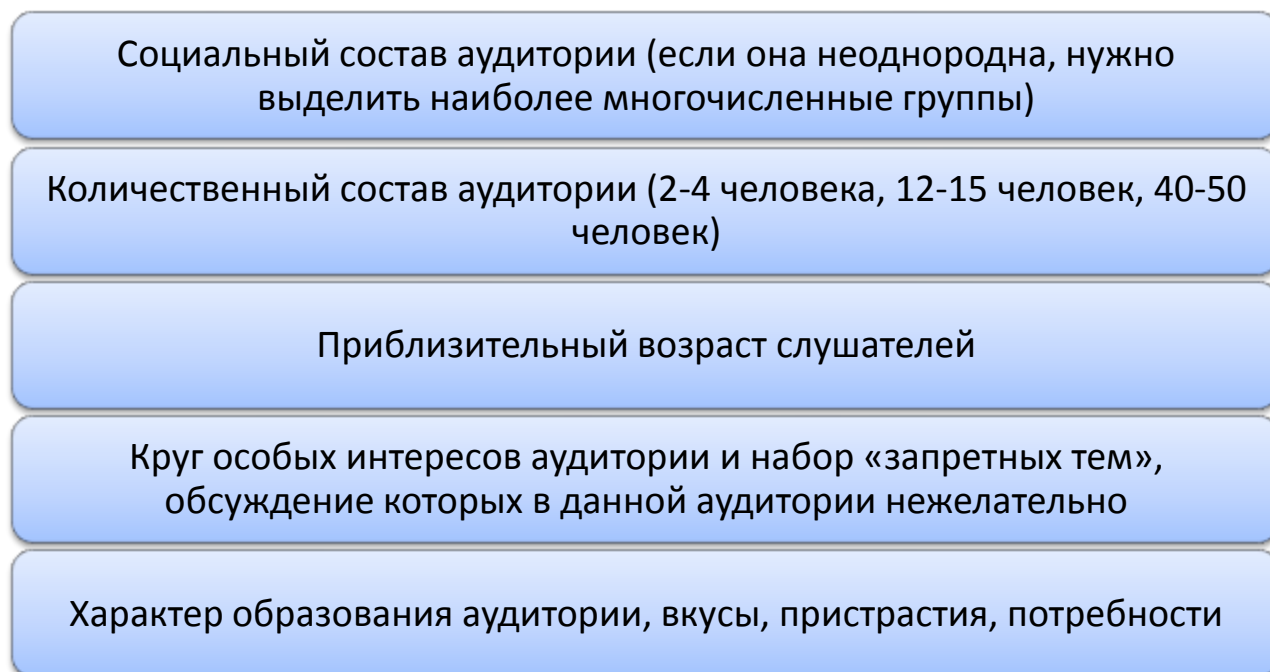 Социальный состав аудитории (если она неоднородна, нужно
выделить наиболее многочисленные группы)
Количественный состав аудитории (2-4 человека, 12-15 человек, 40-50
человек)
Приблизительный возраст слушателей
Круг особых интересов аудитории и набор «запретных тем»,
обсуждение которых в данной аудитории нежелательно
Характер образования аудитории, вкусы, пристрастия, потребности